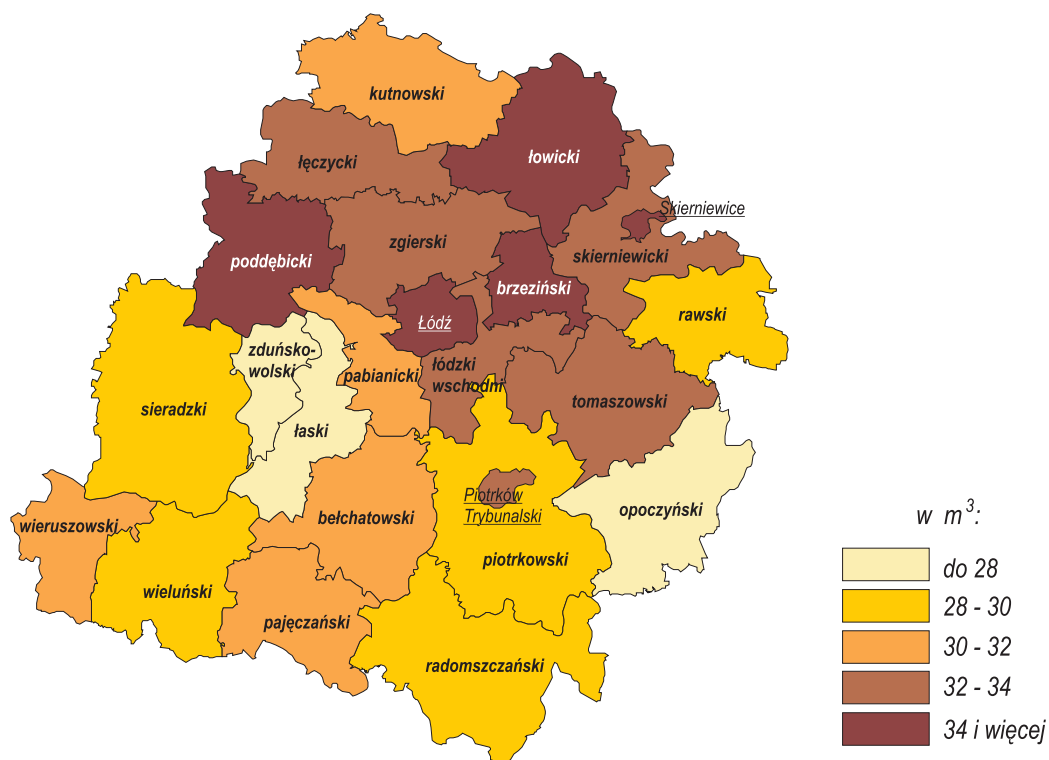 kutnowski
łowicki
łęczycki
Skierniewice
zgierski
skierniewicki
poddębicki
brzeziński
rawski
Łódź
zduńsko-
wolski
łódzki
wschodni
pabianicki
sieradzki
tomaszowski
łaski
Piotrków
Trybunalski
opoczyński
bełchatowski
wieruszowski
piotrkowski
wieluński
pajęczański
radomszczański
w m³:
do 28
28 - 30
30 - 32
32 - 34
34 i więcej